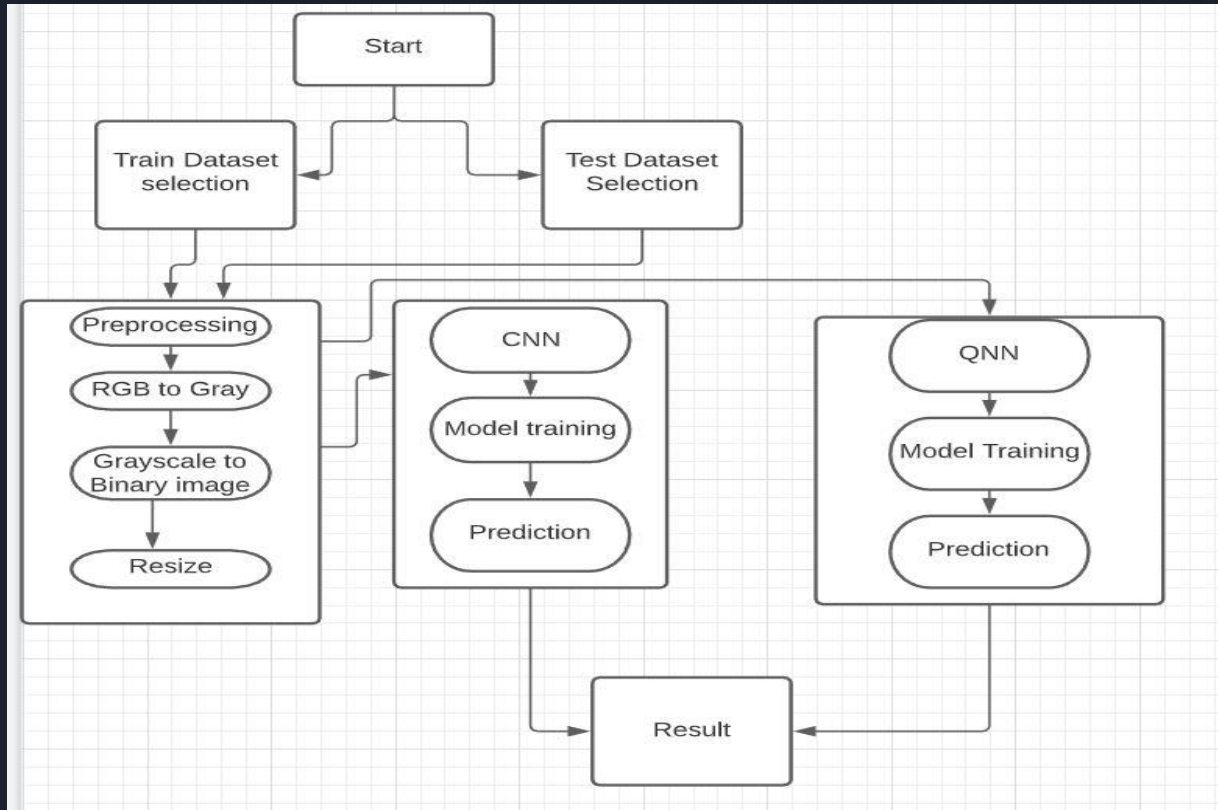 Start
Train Dataset
selection
Test Dataset
Selection
Preprocessing
RGB to Gray
Grayscale to
Binary image
Resize
CNN
Model training
Prediction
QNN
Model Training
Prediction
Result